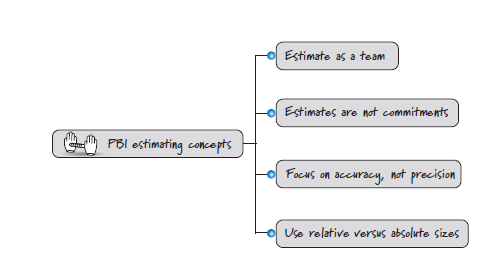 Estimate as a team
Estimates are not commitments
PBI estimating concepts
Focus on accuracy, not precision
Use relative versus absolute sizes